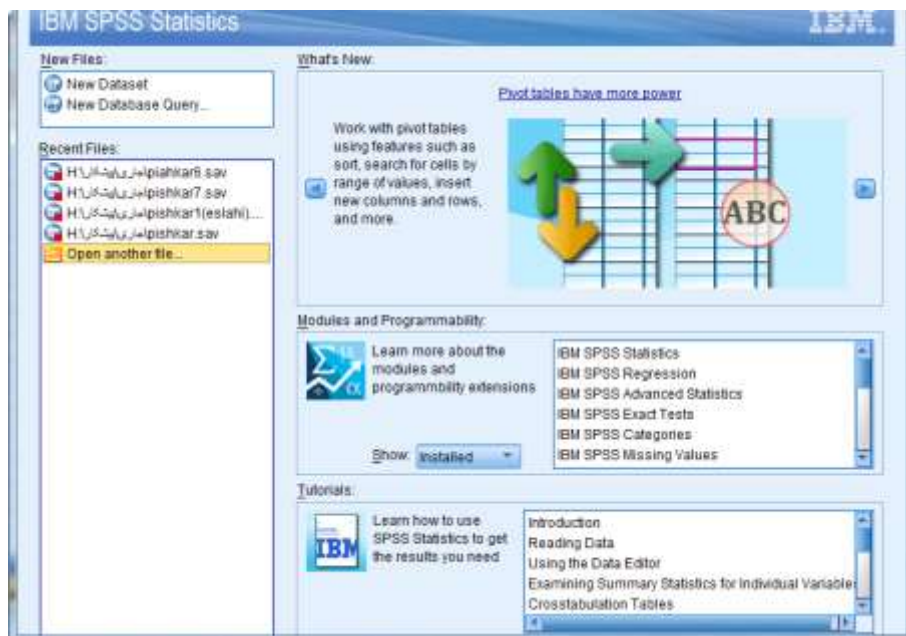 IBM SPSS Statistics
IBM.
New Files:
New Dataset
New Database Query...
Recent Files:
piahkar6.sav
pishkar7.sav
pishkar1(eslahi)....
pishkar.sav
Open another file...
What's New:
Pivot tables have more power
Work with pivot tables
using features such as
sort, search for cells by
range of values, insert
new columns and rows,
and more.
ABC
Modules and Programmability:
Learn more about the
modules and
programmbility extensions
Show: Installed
IBM SPSS Statistics
IBM SPSS Regression
IBM SPSS Advanced Statistics
IBM SPSS Exact Tests
IBM SPSS Categories
IBM SPSS Missing Values
Tutorials:
IBM
Learn how to use
SPSS Statistics to get
the results you need
Introduction
Reading Data
Using the Data Editor
Examining Summary Statistics for Individual Variable
Crosstabulation Tables